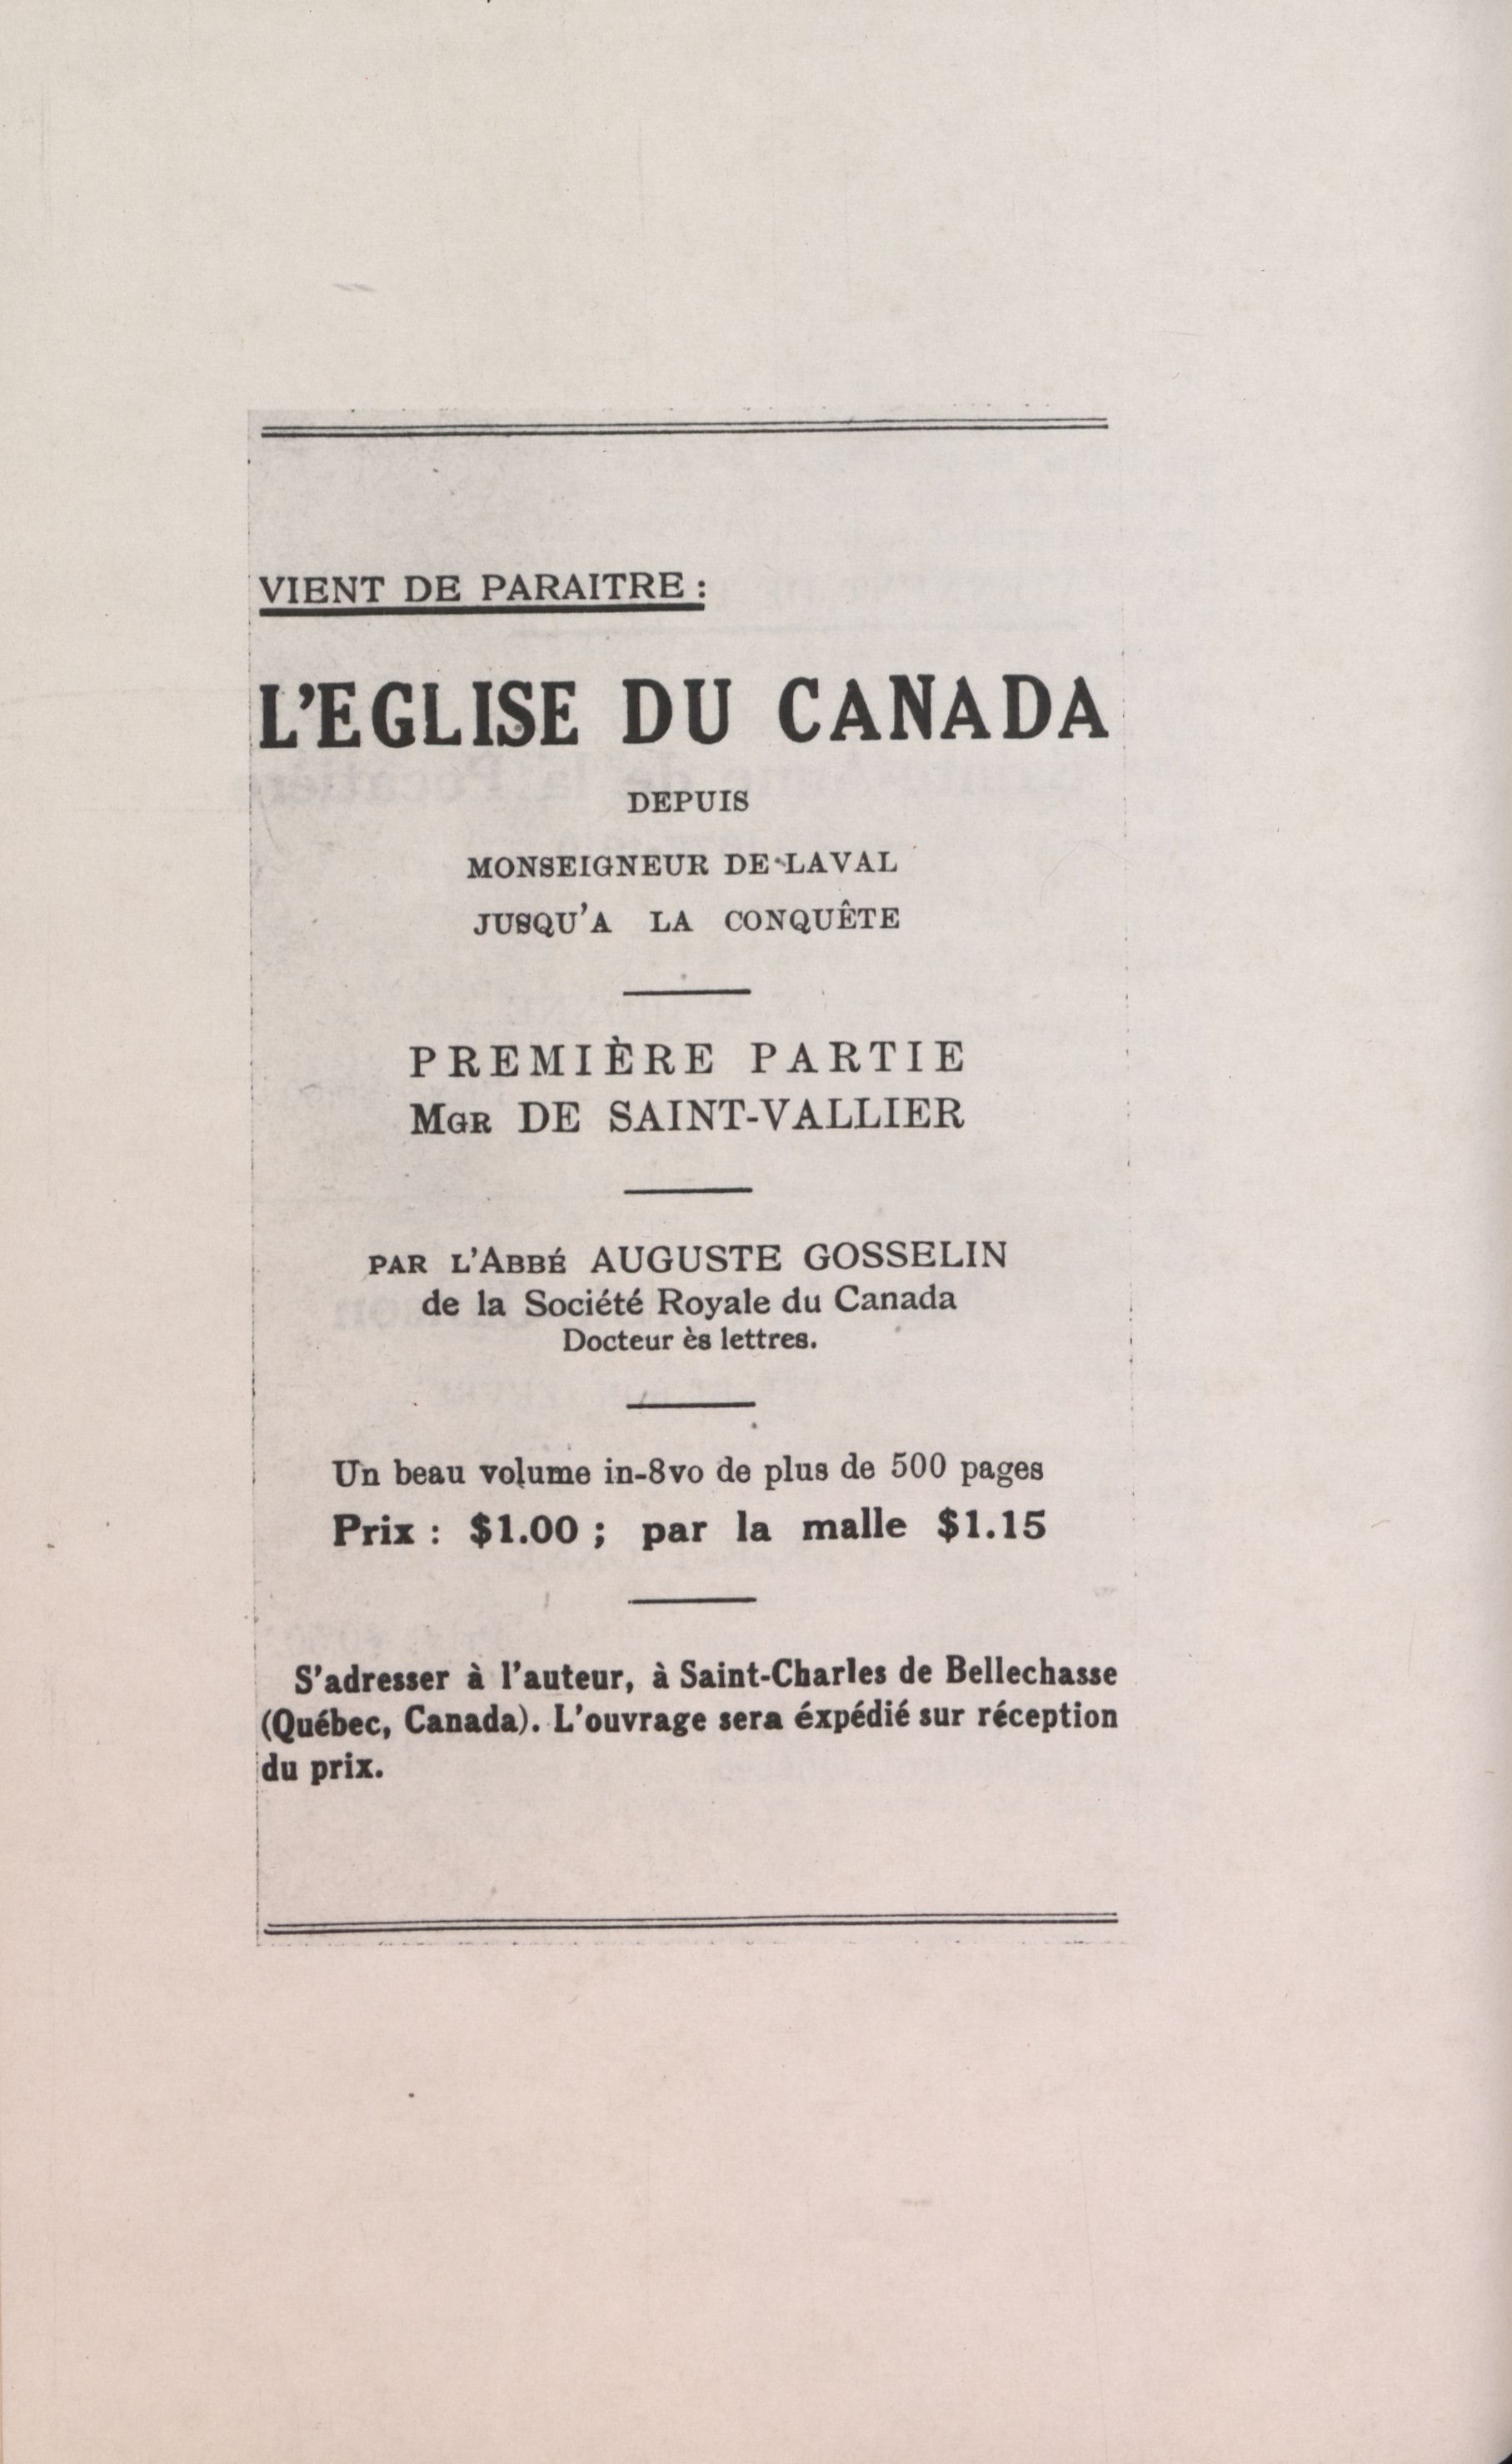 VIENT DE PARAITRE :
L'EGLISE DU CANADA
DEPUIS
MONSEIGNEUR DE LAVAL
JUSQU'A LA CONQUÊTE
PREMIÈRE PARTIE
MGR DE SAINT-VALLIER
PAR L'ABBÉ AUGUSTE GOSSELIN
de la Société Royale du Canada
Docteur ès lettres.
Un beau volume in-8vo de plus de 500 pages
Prix : $1.00 ; par la malle $1.15
S'adresser à l'auteur, à Saint-Charles de Bellechasse
(Québec, Canada). L'ouvrage sera éxpédié sur réception
du prix.